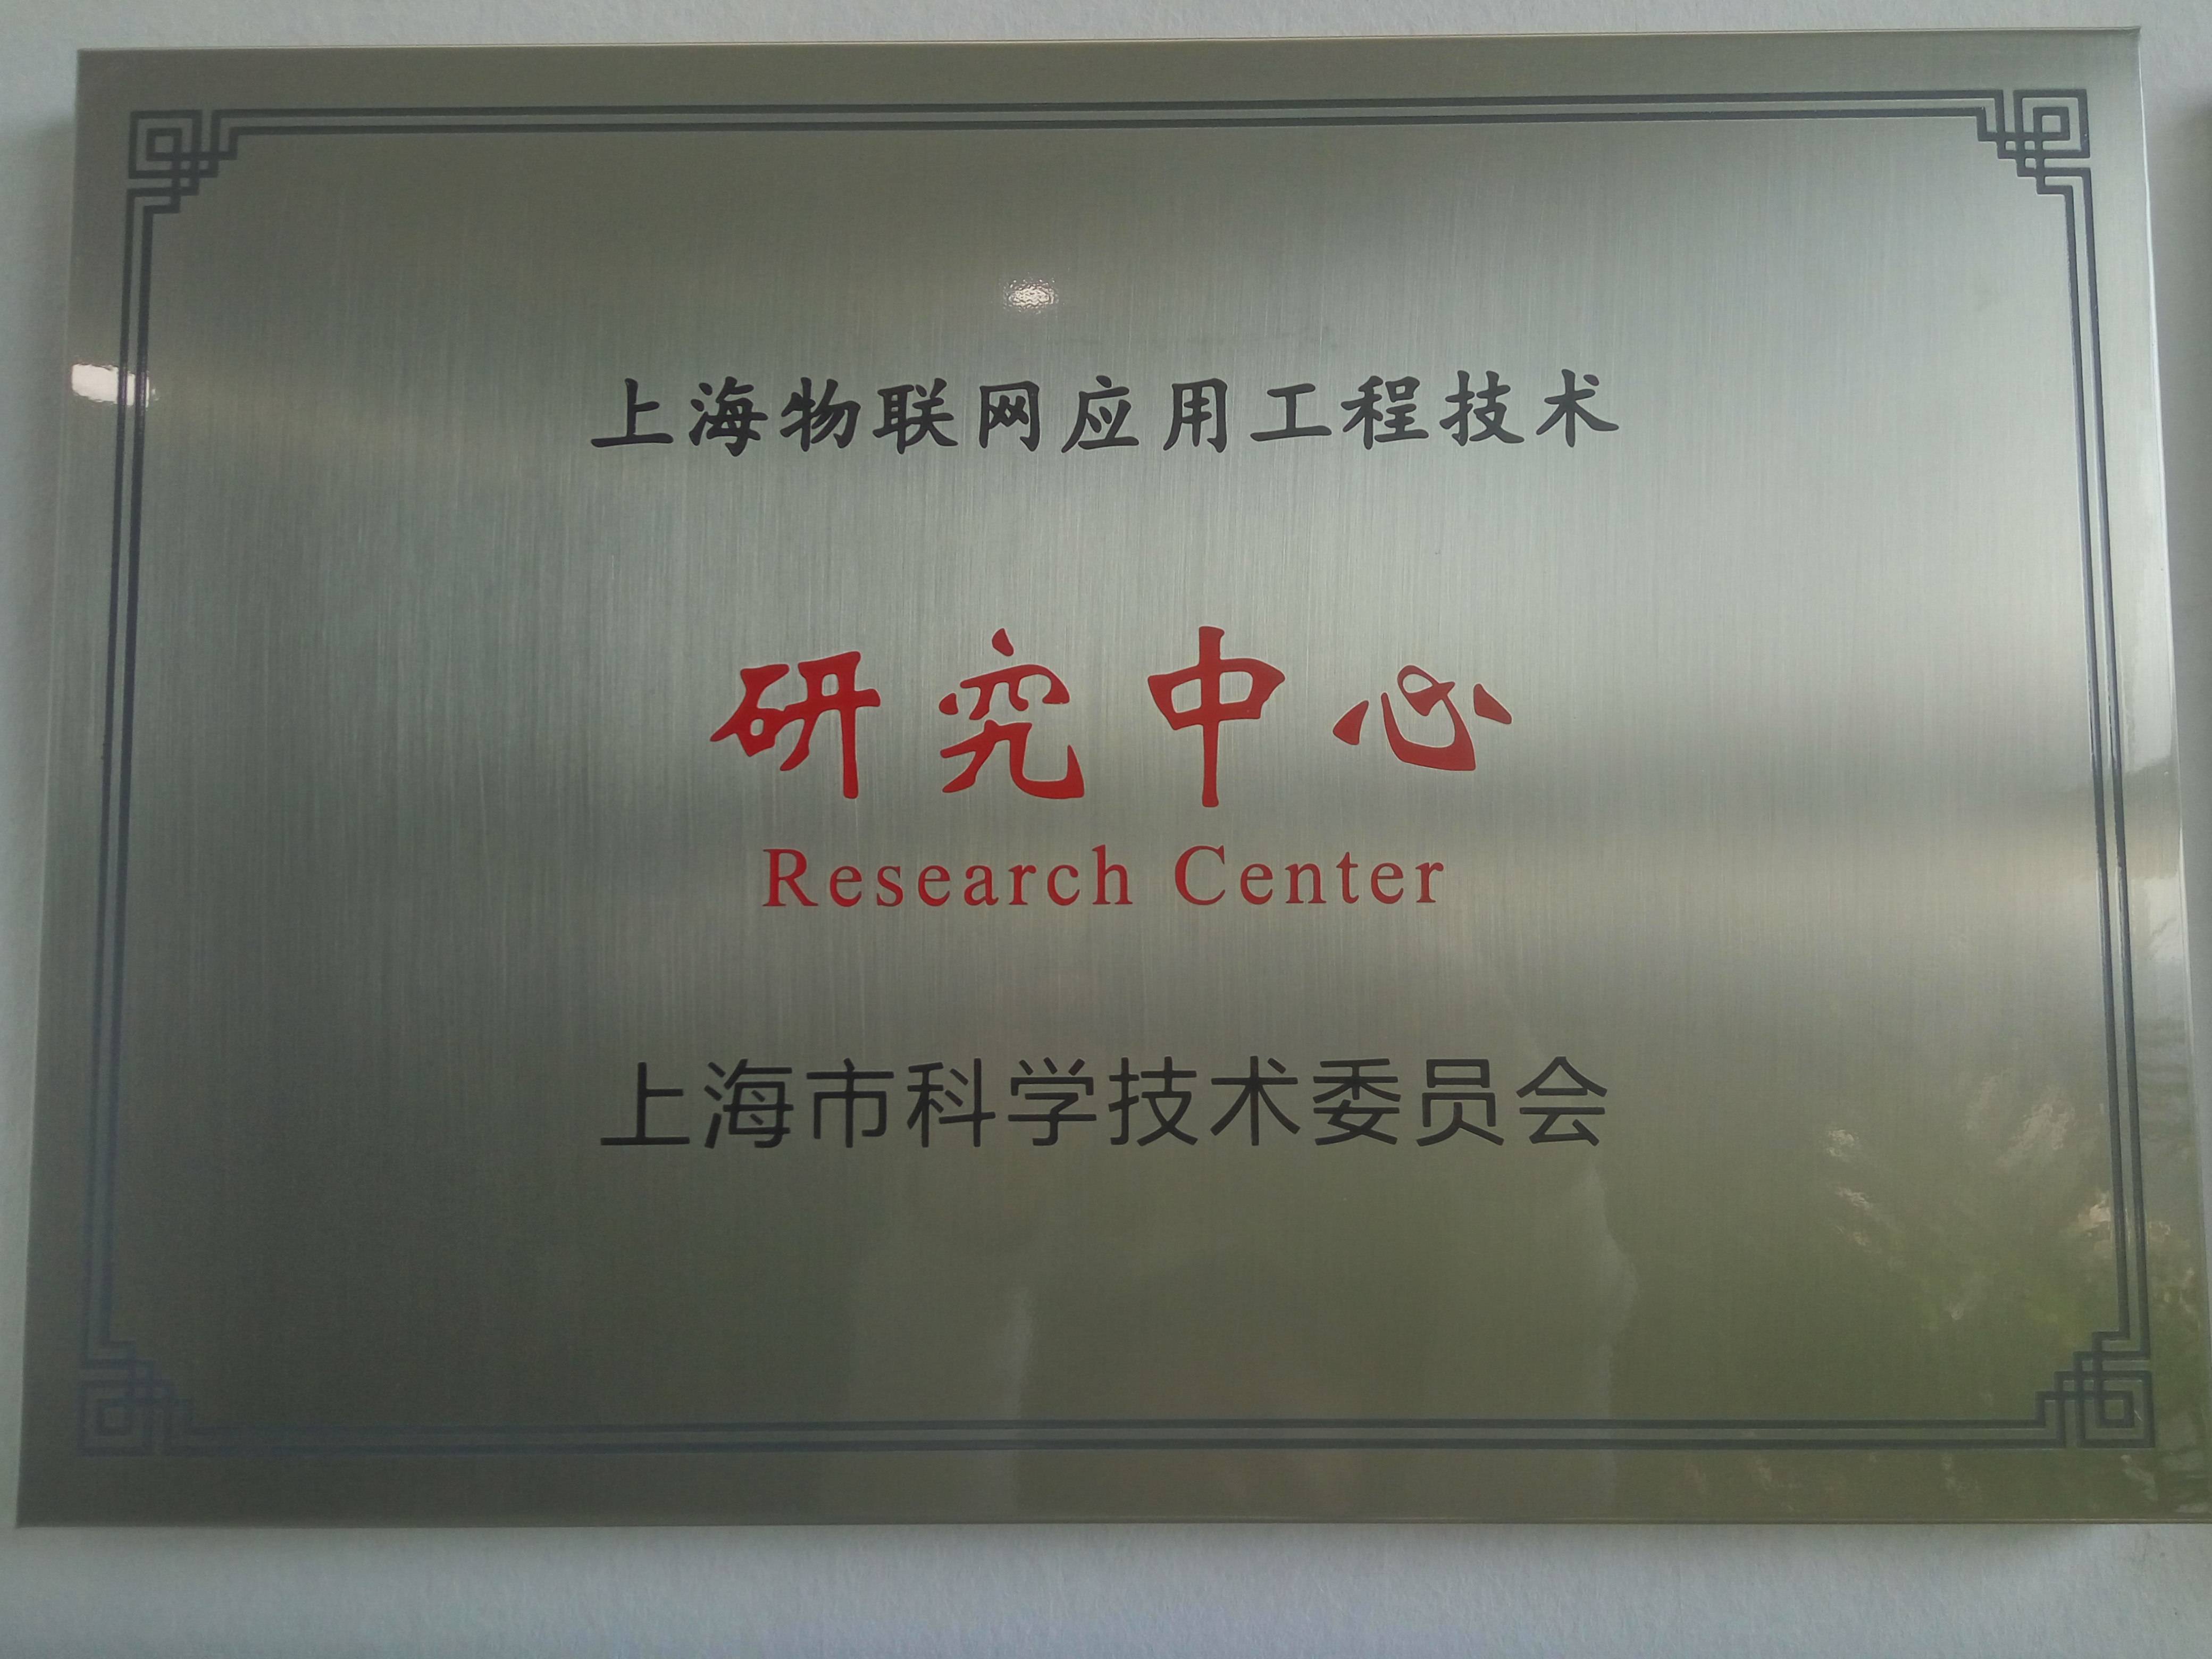 上海物联网应用工程技术
研究中心
Research Center
上海市科学技术委员会